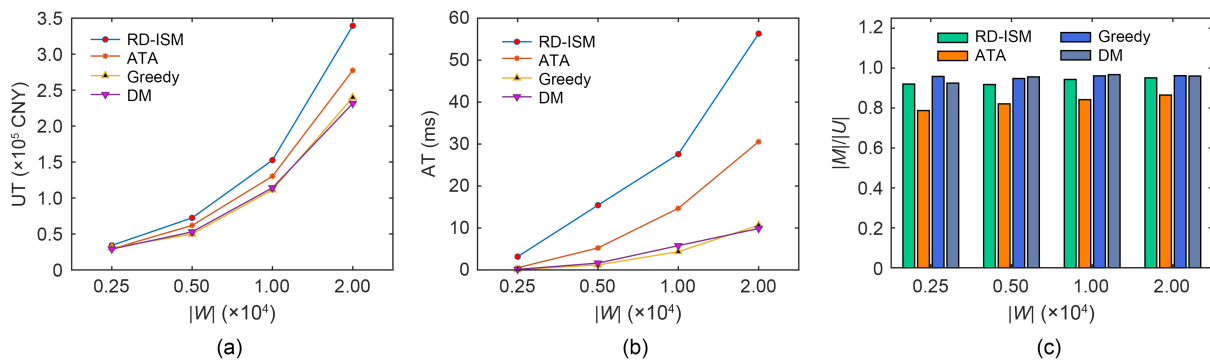 3.5
3.0
2.5
2.0
1.5
1.0
0.5
0
UT (×10⁵ CNY)
RD-ISM
ATA
Greedy
DM
0.25 0.50 1.00 2.00
|W| (×10⁴)
(a)
60
50
40
30
20
10
0
AT (ms)
RD-ISM
ATA
Greedy
DM
0.25 0.50 1.00 2.00
|W| (×10⁴)
(b)
1.2
1.0
0.8
0.6
0.4
0.2
0
|M|/|U|
RD-ISM Greedy
ATA DM
0.25 0.50 1.00 2.00
|W| (×10⁴)
(c)